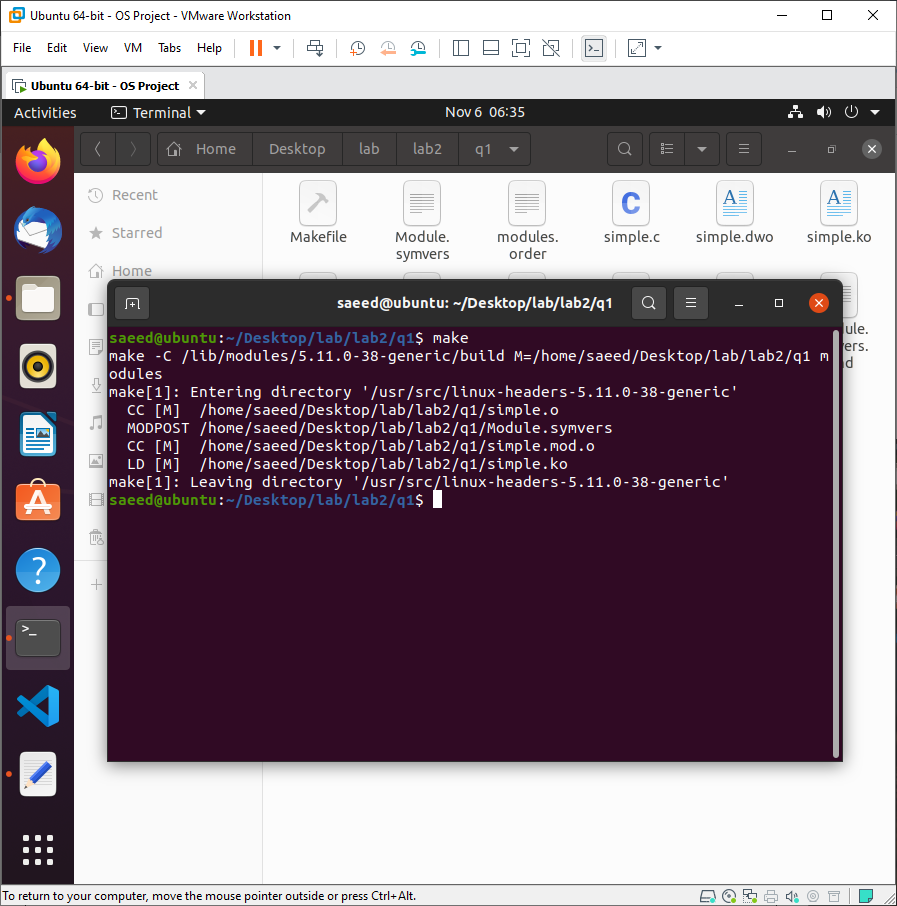 Ubuntu 64-bit - OS Project - VMware Workstation
File Edit View VM Tabs Help
Ubuntu 64-bit - OS Project
Activities Terminal Nov 6 06:35
Home Desktop lab lab2 q1
Recent
Starred
Home
Makefile
Module.
symvers
modules.
order
simple.c
simple.dwo
simple.ko
saeed@ubuntu: ~/Desktop/lab/lab2/q1
saeed@ubuntu:~/Desktop/lab/lab2/q1$ make
make -C /lib/modules/5.11.0-38-generic/build M=/home/saeed/Desktop/lab/lab2/q1 m
odules
make[1]: Entering directory '/usr/src/linux-headers-5.11.0-38-generic'
CC [M] /home/saeed/Desktop/lab/lab2/q1/simple.o
MODPOST /home/saeed/Desktop/lab/lab2/q1/Module.symvers
CC [M] /home/saeed/Desktop/lab/lab2/q1/simple.mod.o
LD [M] /home/saeed/Desktop/lab/lab2/q1/simple.ko
make[1]: Leaving directory '/usr/src/linux-headers-5.11.0-38-generic'
saeed@ubuntu:~/Desktop/lab/lab2/q1$
To return to your computer, move the mouse pointer outside or press Ctrl+Alt.